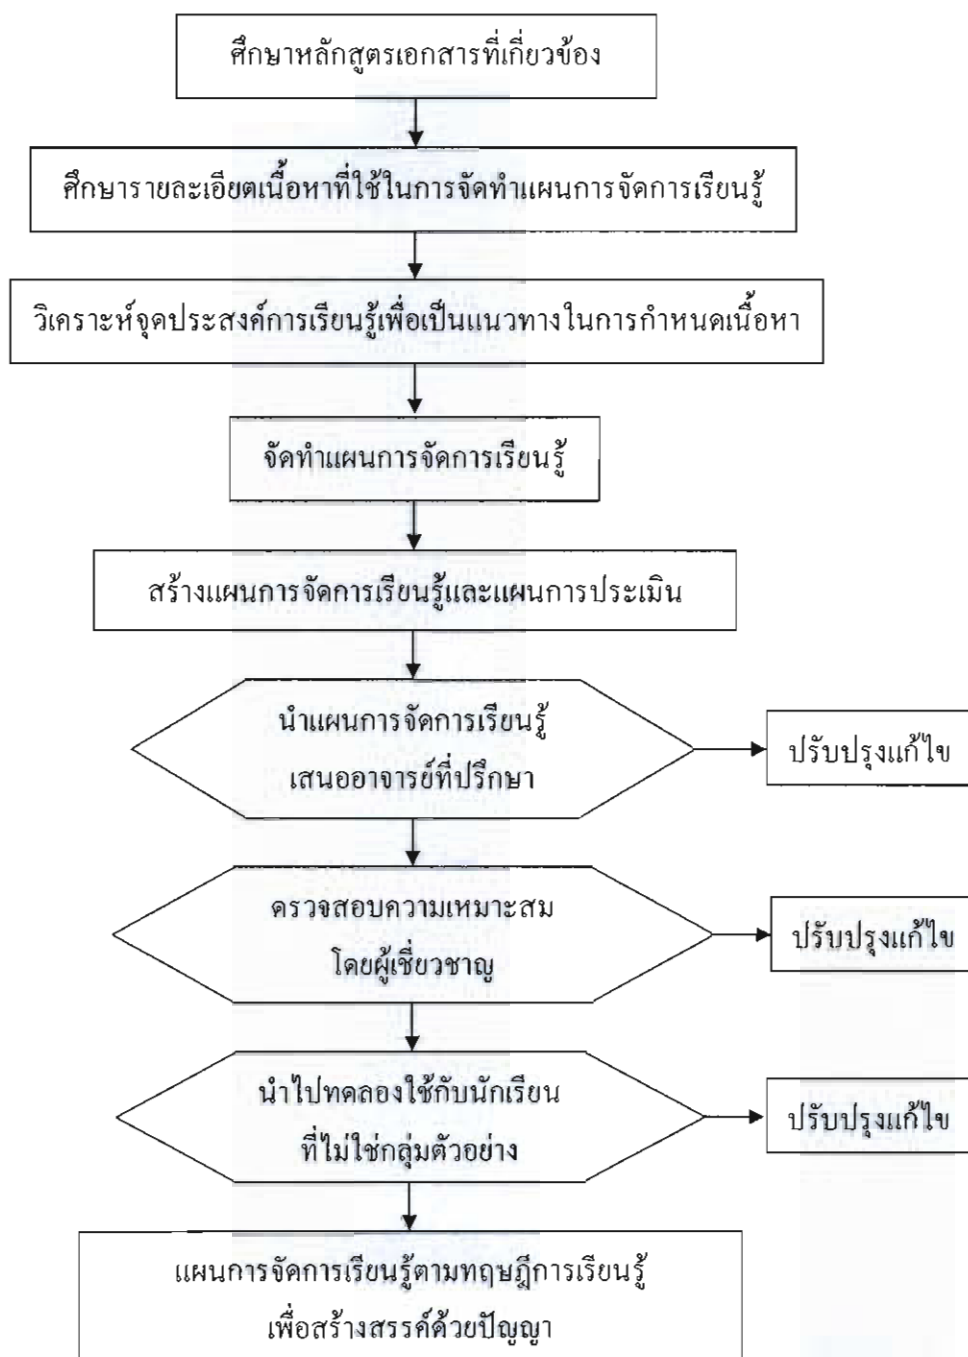 ศึกษาหลักสูตรเอกสารที่เกี่ยวข้อง
ศึกษารายละเอียดเนื้อหาที่ใช้ในการจัดทำแผนการจัดการเรียนรู้
วิเคราะห์จุดประสงค์การเรียนรู้เพื่อเป็นแนวทางในการกำหนดเนื้อหา
จัดทำแผนการจัดการเรียนรู้
สร้างแผนการจัดการเรียนรู้และแผนการประเมิน
นำแผนการจัดการเรียนรู้
เสนออาจารย์ที่ปรึกษา
ปรับปรุงแก้ไข
ตรวจสอบความเหมาะสม
โดยผู้เชี่ยวชาญ
ปรับปรุงแก้ไข
นำไปทดลองใช้กับนักเรียน
ที่ไม่ใช่กลุ่มตัวอย่าง
ปรับปรุงแก้ไข
แผนการจัดการเรียนรู้ตามทฤษฎีการเรียนรู้
เพื่อสร้างสรรค์ด้วยปัญญา